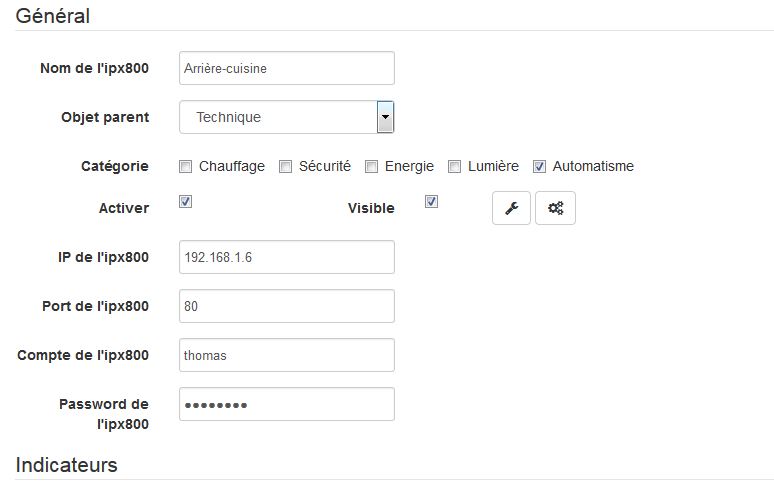 Général
Nom de l'ipx800 Arrière-cuisine
Objet parent Technique
Catégorie Chauffage Sécurité Energie Lumière Automatisme
Activer Visible
IP de l'ipx800 192.168.1.6
Port de l'ipx800 80
Compte de l'ipx800 thomas
Password de ●●●●●●●●
l'ipx800
Indicateurs